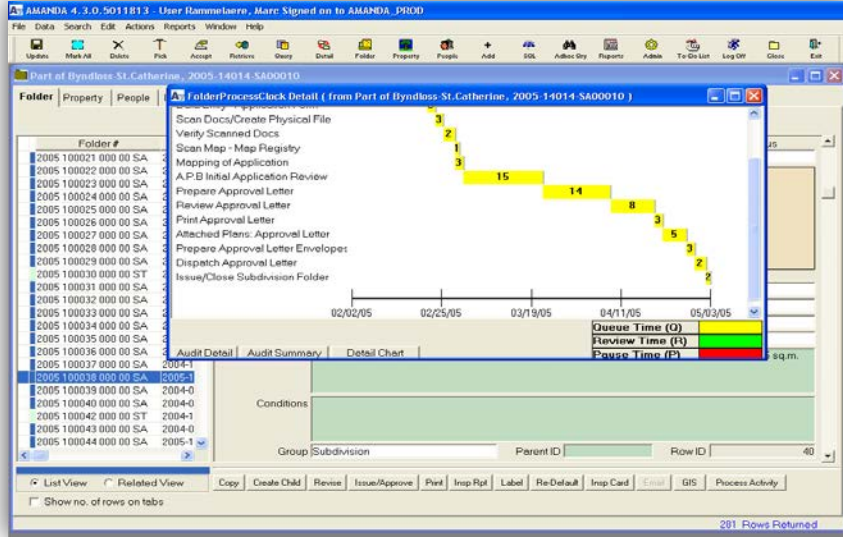 AMANDA 4.3.0.5011813 - User Rammelaere, Marc Signed on to AMANDA_PROD
File Data Search Edit Actions Reports Window Help
Update Mark All Delete Pick Accept Retrieve Query Detail Folder Property People Add SQL Adhoc Qry Reports Admin To-Do List Log Off Close Exit
Part of Byndloss-St.Catherine, 2005-14014-SA00010
Folder Property People
FolderProcessClock Detail ( from Part of Byndloss-St.Catherine, 2005-14014-SA00010 )
Scan Docs/Create Physical File 3
Verify Scanned Docs 2
Scan Map - Map Registry 1
Mapping of Application 3
A.P.B Initial Application Review 15
Prepare Approval Letter 14
Review Approval Letter 8
Print Approval Letter 3
Attached Plans: Approval Letter 5
Prepare Approval Letter Envelopes 3
Dispatch Approval Letter 2
Issue/Close Subdivision Folder 2
02/02/05 02/25/05 03/19/05 04/11/05 05/03/05
Queue Time (Q)
Review Time (R)
Pause Time (P)
Audit Detail Audit Summary Detail Chart
Folder #
2005 100021 000 00 SA
2005 100022 000 00 SA
2005 100023 000 00 SA
2005 100024 000 00 SA
2005 100025 000 00 SA
2005 100026 000 00 SA
2005 100027 000 00 SA
2005 100028 000 00 SA
2005 100029 000 00 SA
2005 100030 000 00 ST
2005 100031 000 00 SA
2005 100032 000 00 SA
2005 100033 000 00 SA
2005 100034 000 00 SA
2005 100035 000 00 SA
2005 100036 000 00 SA
2005 100037 000 00 SA 2004-1
2005 100038 000 00 SA 2005-1
2005 100039 000 00 SA 2004-0
2005 100040 000 00 SA 2004-0
2005 100042 000 00 ST 2004-1
2005 100043 000 00 SA 2004-0
2005 100044 000 00 SA 2005-1
sq.m.
Conditions
Group Subdivision Parent ID Row ID 40
List View Related View Copy Create Child Revise Issue/Approve Print Insp Rpt Label Re-Default Insp Card Email GIS Process Activity
Show no. of rows on tabs
281 Rows Returned